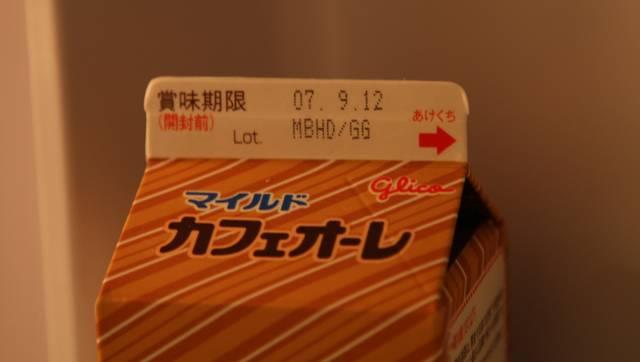 賞味期限 07. 9.12
(開封前) Lot. MBHD/GG
あけくち
Glico
マイルド
カフェオーレ